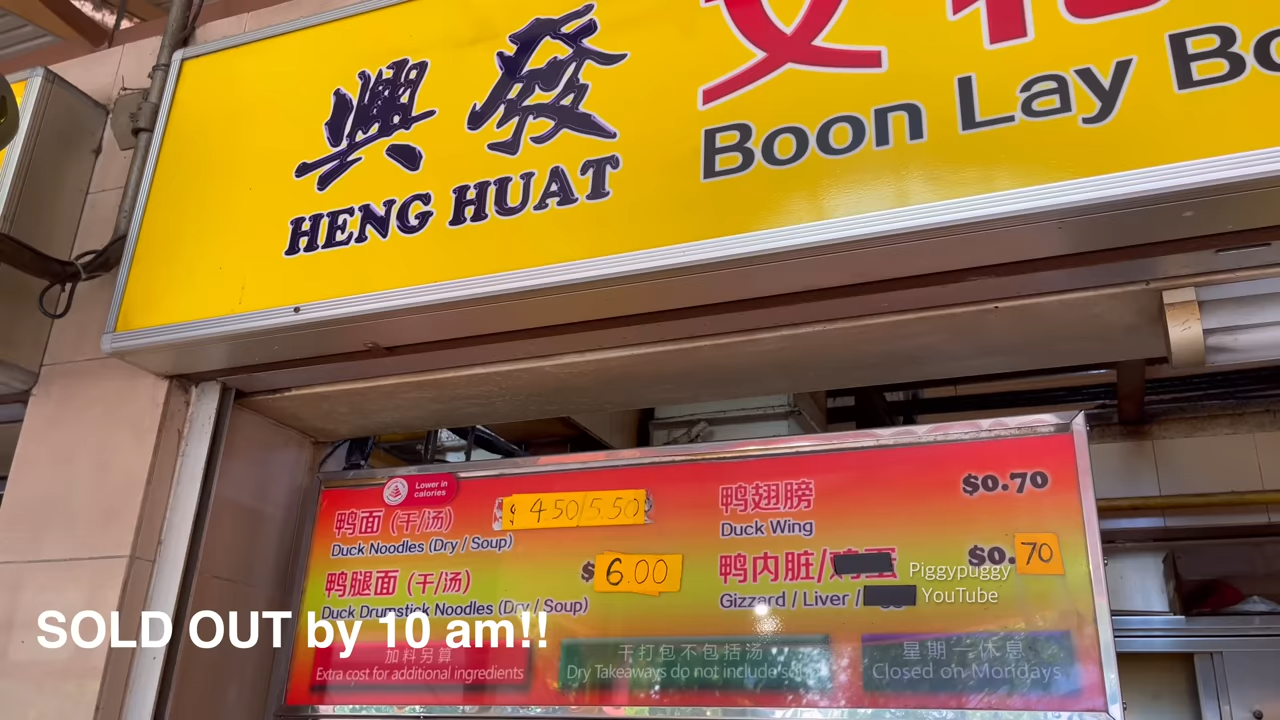 興發
HENG HUAT
Boon Lay Bo
Lower in
calories
鸭面 (干/汤)
$ 4.50/5.50
Duck Noodles (Dry / Soup)
鸭腿面 (干/汤)
$6.00
Duck Drumstick Noodles (Dry / Soup)
鸭翅膀
$0.70
Duck Wing
鸭内脏/
$0.70
Gizzard / Liver /
Piggypuggy
YouTube
SOLD OUT by 10 am!!
加料另算
Extra cost for additional ingredients
干打包不包括汤
Dry Takeaways do not include soup
星期一休息
Closed on Mondays